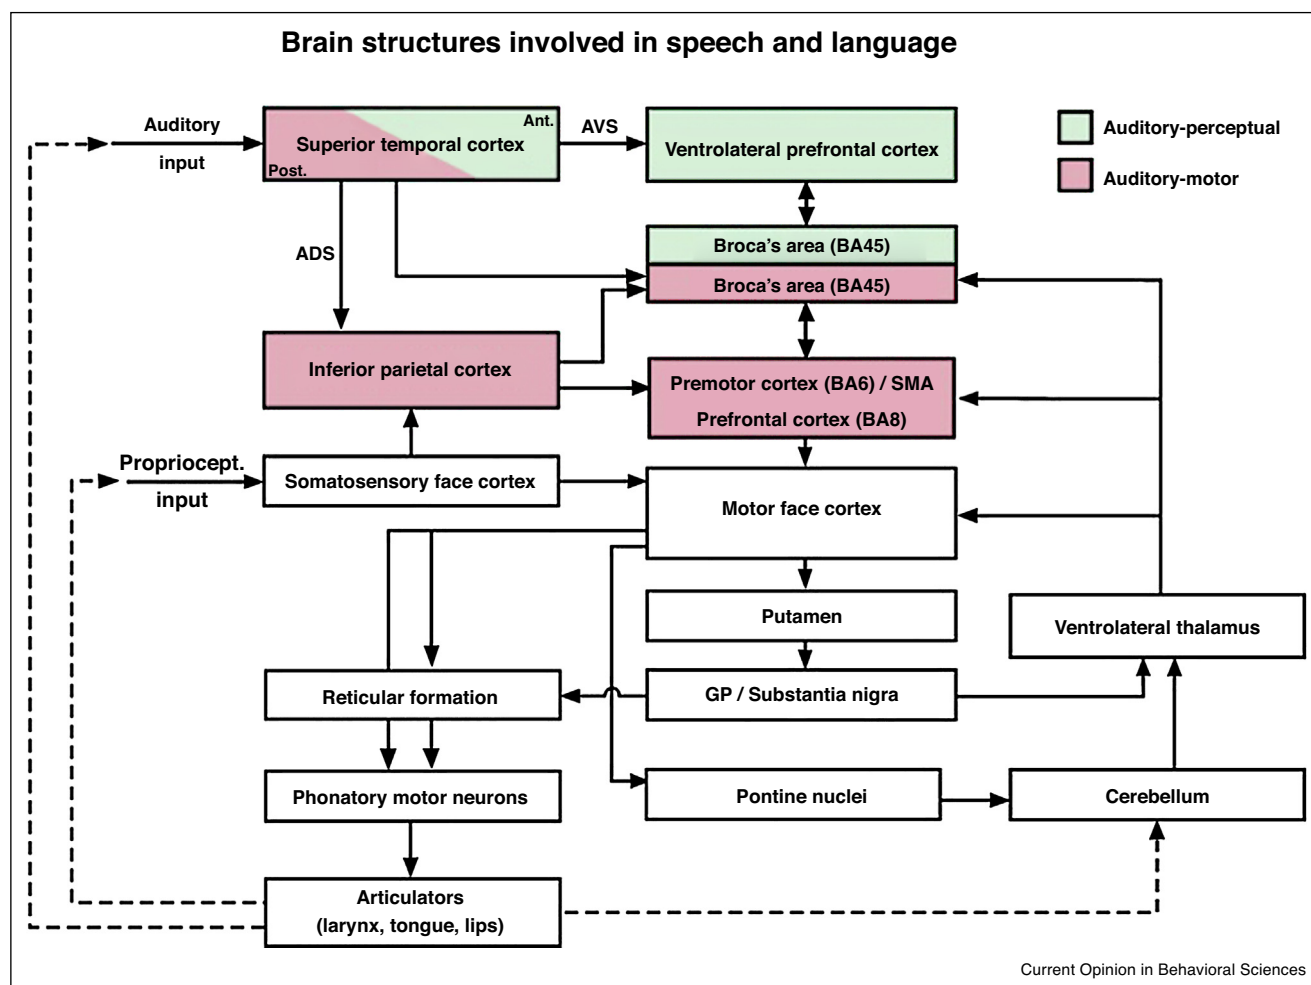 Brain structures involved in speech and language
Auditory
input
Superior temporal cortex
Ant.
Post.
AVS
Ventrolateral prefrontal cortex
Auditory-perceptual
Auditory-motor
ADS
Broca's area (BA45)
Broca's area (BA45)
Inferior parietal cortex
Premotor cortex (BA6) / SMA
Prefrontal cortex (BA8)
Propriocept.
input
Somatosensory face cortex
Motor face cortex
Putamen
Ventrolateral thalamus
Reticular formation
GP / Substantia nigra
Phonatory motor neurons
Pontine nuclei
Cerebellum
Articulators
(larynx, tongue, lips)
Current Opinion in Behavioral Sciences